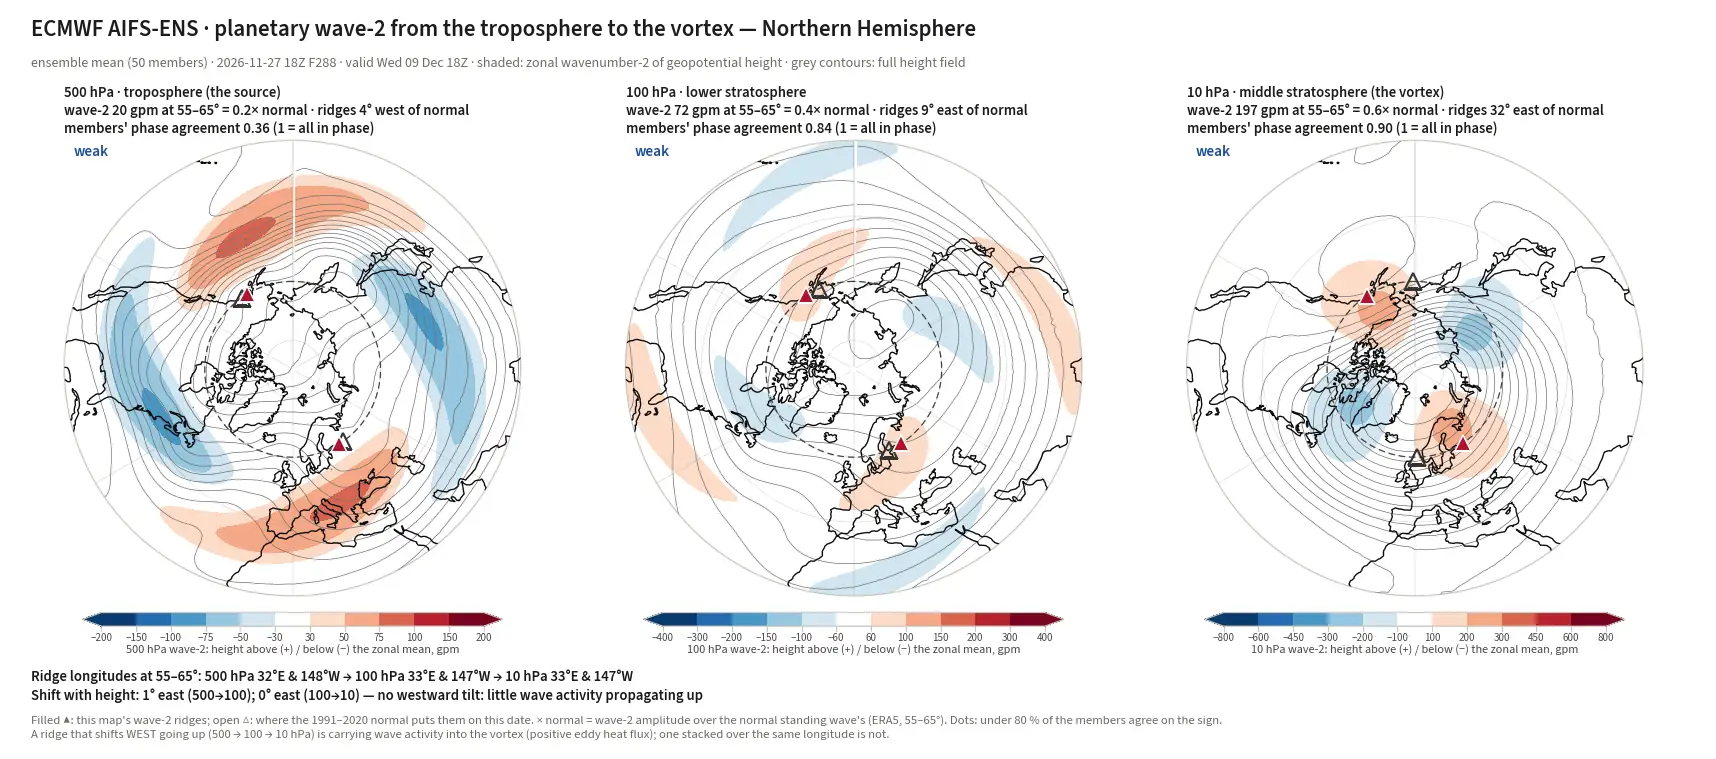 ECMWF AIFS-ENS · planetary wave-2 from the troposphere to the vortex — Northern Hemisphere
ensemble mean (50 members) · 2026-11-27 18Z F288 · valid Wed 09 Dec 18Z · shaded: zonal wavenumber-2 of geopotential height · grey contours: full height field
500 hPa · troposphere (the source)
wave-2 20 gpm at 55–65° = 0.2× normal · ridges 4° west of normal
members' phase agreement 0.36 (1 = all in phase)
weak
100 hPa · lower stratosphere
wave-2 72 gpm at 55–65° = 0.4× normal · ridges 9° east of normal
members' phase agreement 0.84 (1 = all in phase)
weak
10 hPa · middle stratosphere (the vortex)
wave-2 197 gpm at 55–65° = 0.6× normal · ridges 32° east of normal
members' phase agreement 0.90 (1 = all in phase)
weak
−200 −150 −100 −75 −50 −30 30 50 75 100 150 200
500 hPa wave-2: height above (+) / below (−) the zonal mean, gpm
−400 −300 −200 −150 −100 −60 60 100 150 200 300 400
100 hPa wave-2: height above (+) / below (−) the zonal mean, gpm
−800 −600 −450 −300 −200 −100 100 200 300 450 600 800
10 hPa wave-2: height above (+) / below (−) the zonal mean, gpm
Ridge longitudes at 55–65°: 500 hPa 32°E & 148°W → 100 hPa 33°E & 147°W → 10 hPa 33°E & 147°W
Shift with height: 1° east (500→100); 0° east (100→10) — no westward tilt: little wave activity propagating up
Filled ▲: this map's wave-2 ridges; open △: where the 1991–2020 normal puts them on this date. × normal = wave-2 amplitude over the normal standing wave's (ERA5, 55–65°). Dots: under 80 % of the members agree on the sign.
A ridge that shifts WEST going up (500 → 100 → 10 hPa) is carrying wave activity into the vortex (positive eddy heat flux); one stacked over the same longitude is not.